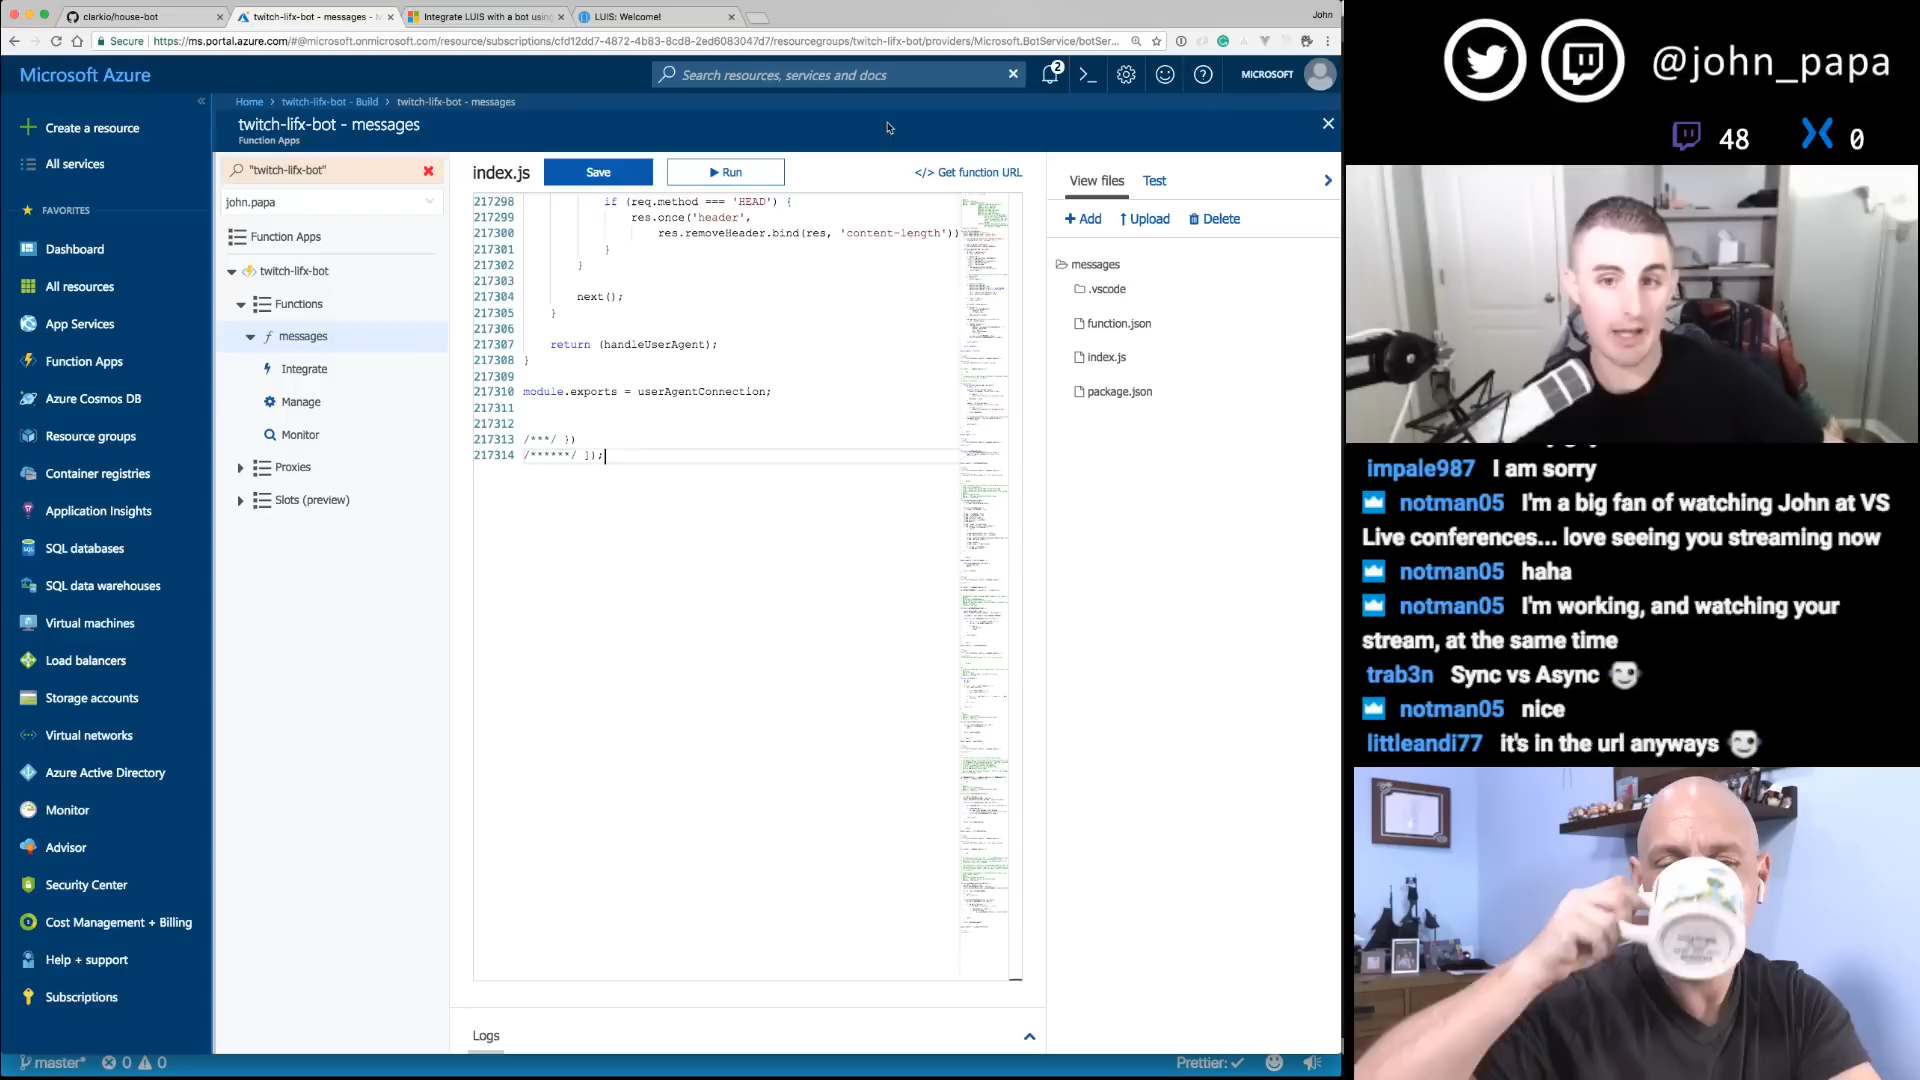 clarkio/house-bot
twitch-lifx-bot - messages -
Integrate LUIS with a bot using
LUIS: Welcome!
John
Secure
https://ms.portal.azure.com/#@microsoft.onmicrosoft.com/resource/subscriptions/cfd12dd7-4872-4b83-8cd8-2ed6083047d7/resourcegroups/twitch-lifx-bot/providers/Microsoft.BotService/botSer...
Microsoft Azure
Search resources, services and docs
2
MICROSOFT
Home > twitch-lifx-bot - Build > twitch-lifx-bot - messages
twitch-lifx-bot - messages
Function Apps
Create a resource
All services
FAVORITES
Dashboard
All resources
App Services
Function Apps
Azure Cosmos DB
Resource groups
Container registries
Application Insights
SQL databases
SQL data warehouses
Virtual machines
Load balancers
Storage accounts
Virtual networks
Azure Active Directory
Monitor
Advisor
Security Center
Cost Management + Billing
Help + support
Subscriptions
"twitch-lifx-bot"
john.papa
Function Apps
twitch-lifx-bot
Functions
messages
Integrate
Manage
Monitor
Proxies
Slots (preview)
index.js
Save
Run
</> Get function URL
217298 if (req.method === 'HEAD') {
217299 res.once('header',
217300 res.removeHeader.bind(res, 'content-length'))
217301 }
217302 }
217303
217304 next();
217305 }
217306
217307 return (handleUserAgent);
217308 }
217309
217310 module.exports = userAgentConnection;
217311
217312
217313 /***/ })
217314 /******/ ]);
Logs
View files
Test
Add
Upload
Delete
messages
.vscode
function.json
index.js
package.json
master*
0
0
Prettier: ✓
@john_papa
48
0
impale987 I am sorry
notman05 I'm a big fan of watching John at VS
Live conferences... love seeing you streaming now
notman05 haha
notman05 I'm working, and watching your
stream, at the same time
trab3n Sync vs Async
notman05 nice
littleandi77 it's in the url anyways